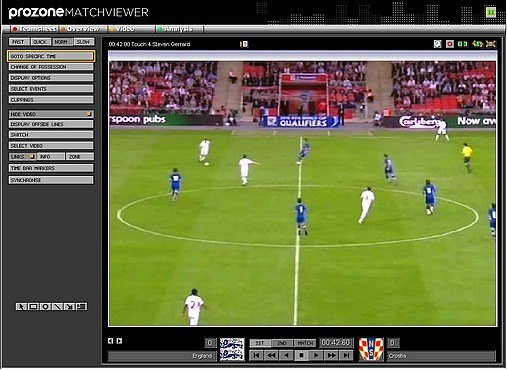 prozone MATCHVIEWER
Teamsheet Overview Video Analysis
FAST QUICK NORM SLOW
00:42:00 Touch 4 Steven Gerrard
GOTO SPECIFIC TIME
CHANGE OF POSSESSION
DISPLAY OPTIONS
SELECT EVENTS
CLIPPINGS
HIDE VIDEO
DISPLAY OFFSIDE LINES
SWITCH
SELECT VIDEO
LINKS INFO ZONE
TIME BAR MARKERS
SYNCHRONISE
spoon pubs
QUALIFIERS
Carlsberg
Now av
2
0 1ST 2ND MATCH 00:42.60 0
England Croatia